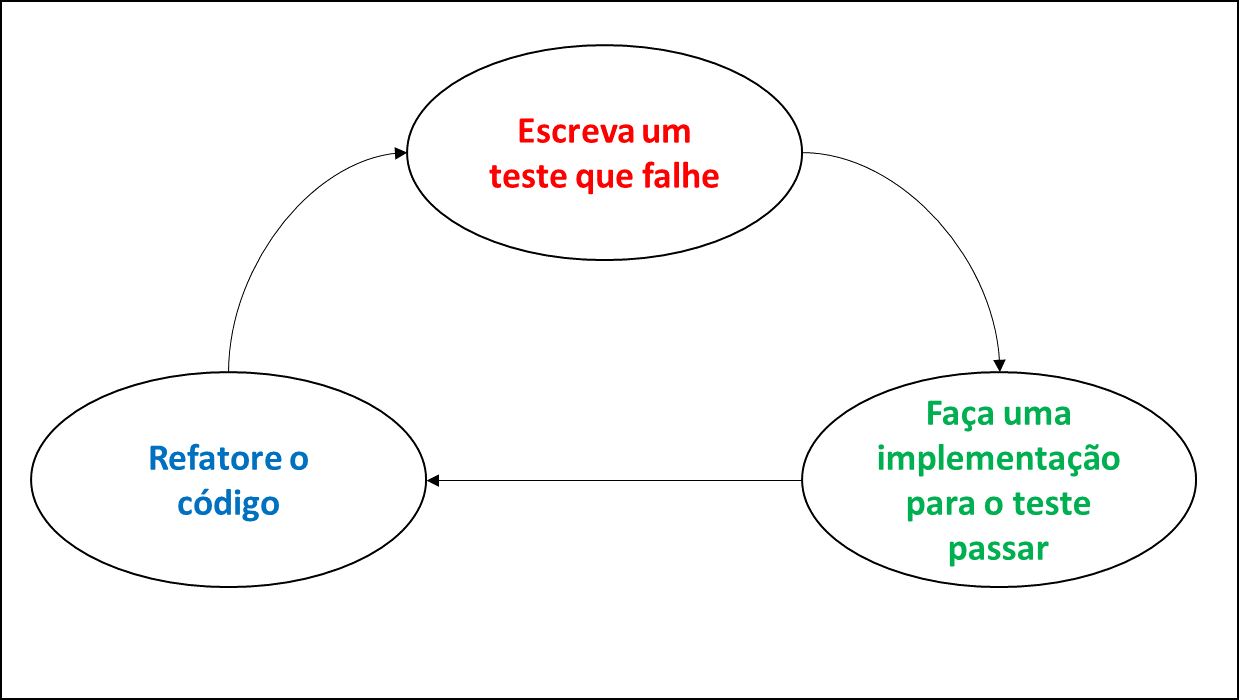 Escreva um
teste que falhe
Faça uma
implementação
para o teste
passar
Refatore o
código